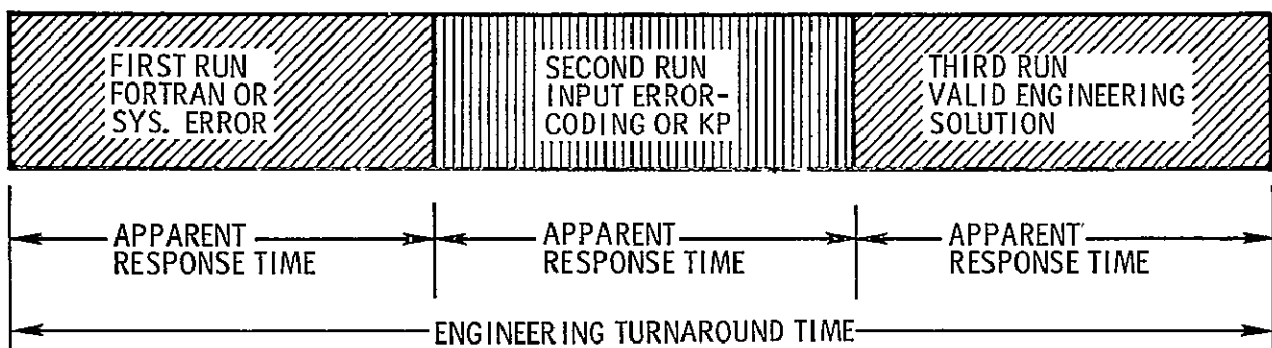 FIRST RUN
FORTRAN OR
SYS. ERROR
SECOND RUN
INPUT ERROR-
CODING OR KP
THIRD RUN
VALID ENGINEERING
SOLUTION
APPARENT
RESPONSE TIME
APPARENT
RESPONSE TIME
APPARENT
RESPONSE TIME
ENGINEERING TURNAROUND TIME